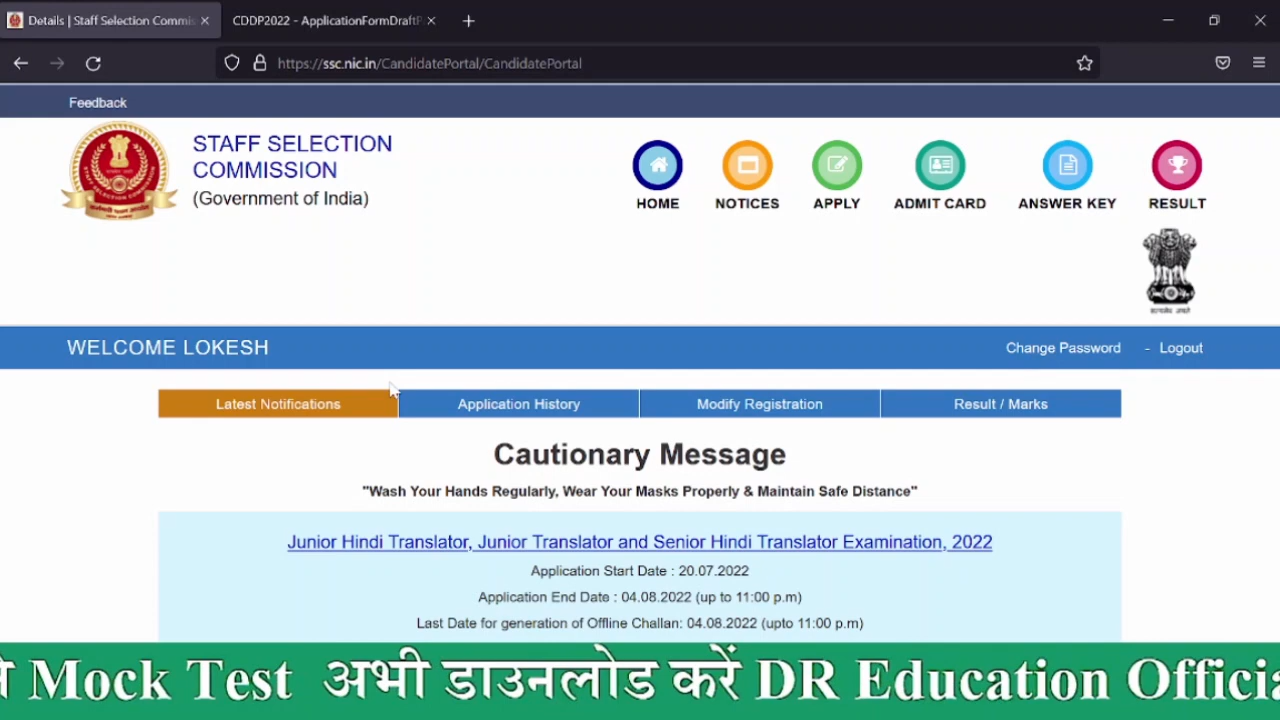 Details | Staff Selection Commis
CDDP2022 - ApplicationFormDraftP
https://ssc.nic.in/CandidatePortal/CandidatePortal
Feedback
STAFF SELECTION
COMMISSION
(Government of India)
HOME
NOTICES
APPLY
ADMIT CARD
ANSWER KEY
RESULT
WELCOME LOKESH
Change Password - Logout
Latest Notifications
Application History
Modify Registration
Result / Marks
Cautionary Message
"Wash Your Hands Regularly, Wear Your Masks Properly & Maintain Safe Distance"
Junior Hindi Translator, Junior Translator and Senior Hindi Translator Examination, 2022
Application Start Date : 20.07.2022
Application End Date : 04.08.2022 (up to 11:00 p.m)
Last Date for generation of Offline Challan: 04.08.2022 (upto 11:00 p.m)
Mock Test अभी डाउनलोड करें DR Education Officia